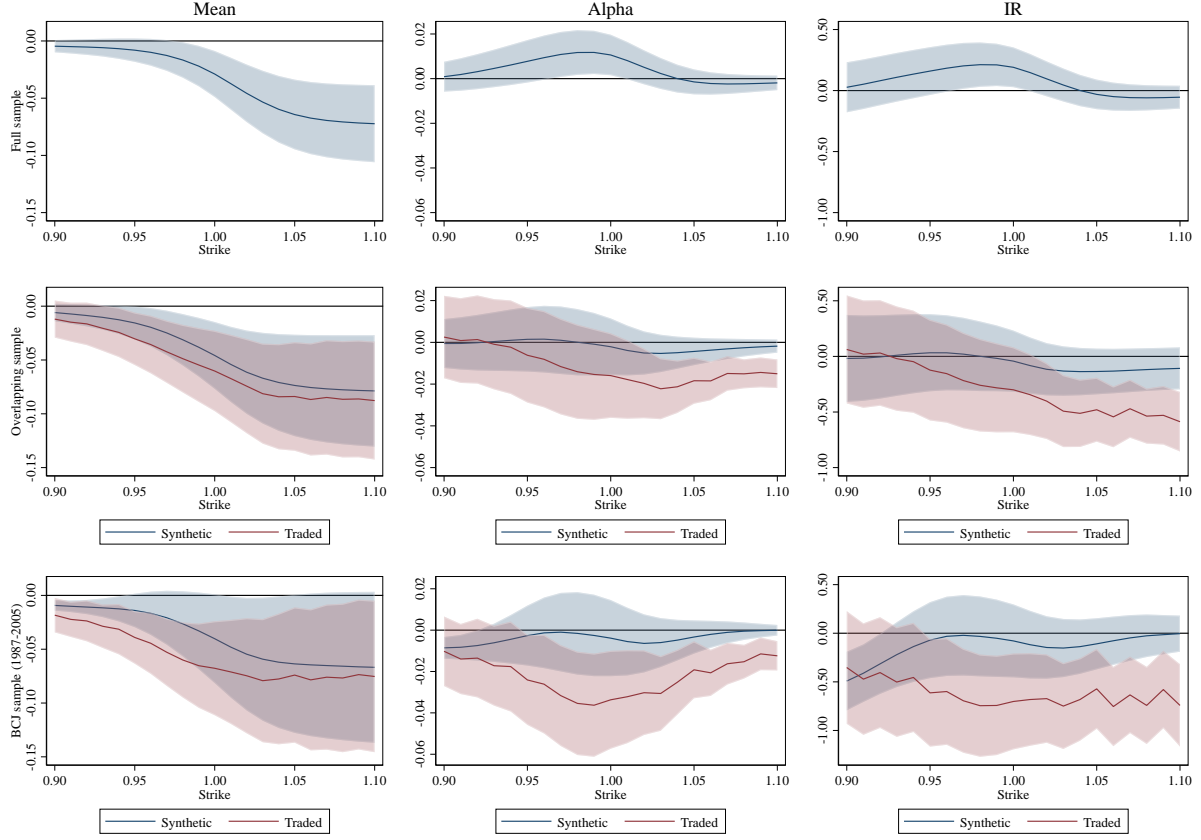 Mean
Alpha
IR
Full sample
0.00
-0.05
-0.10
-0.15
0.90 0.95 1.00 1.05 1.10
Strike
0.02
0.00
-0.02
-0.04
-0.06
0.90 0.95 1.00 1.05 1.10
Strike
0.50
0.00
-0.50
-1.00
0.90 0.95 1.00 1.05 1.10
Strike
Overlapping sample
0.00
-0.05
-0.10
-0.15
0.90 0.95 1.00 1.05 1.10
Strike
Synthetic Traded
0.02
0.00
-0.02
-0.04
-0.06
0.90 0.95 1.00 1.05 1.10
Strike
Synthetic Traded
0.50
0.00
-0.50
-1.00
0.90 0.95 1.00 1.05 1.10
Strike
Synthetic Traded
BCJ sample (1987-2005)
0.00
-0.05
-0.10
-0.15
0.90 0.95 1.00 1.05 1.10
Strike
Synthetic Traded
0.02
0.00
-0.02
-0.04
-0.06
0.90 0.95 1.00 1.05 1.10
Strike
Synthetic Traded
0.50
0.00
-0.50
-1.00
0.90 0.95 1.00 1.05 1.10
Strike
Synthetic Traded